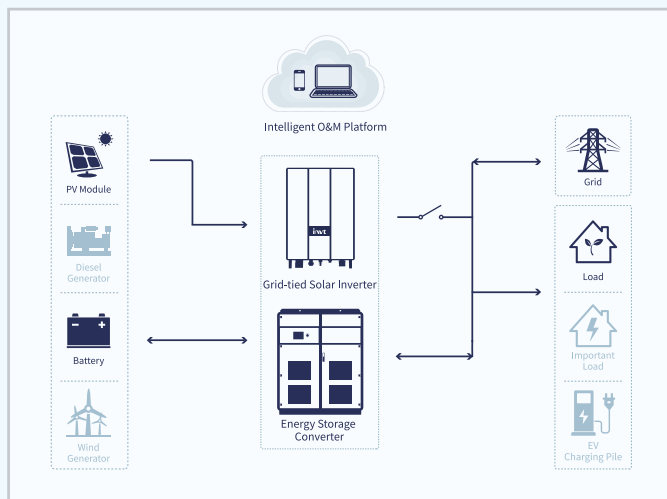 Intelligent O&M Platform
PV Module
Diesel
Generator
Battery
Wind
Generator
Grid-tied Solar Inverter
Energy Storage
Converter
Grid
Load
Important
Load
EV
Charging Pile